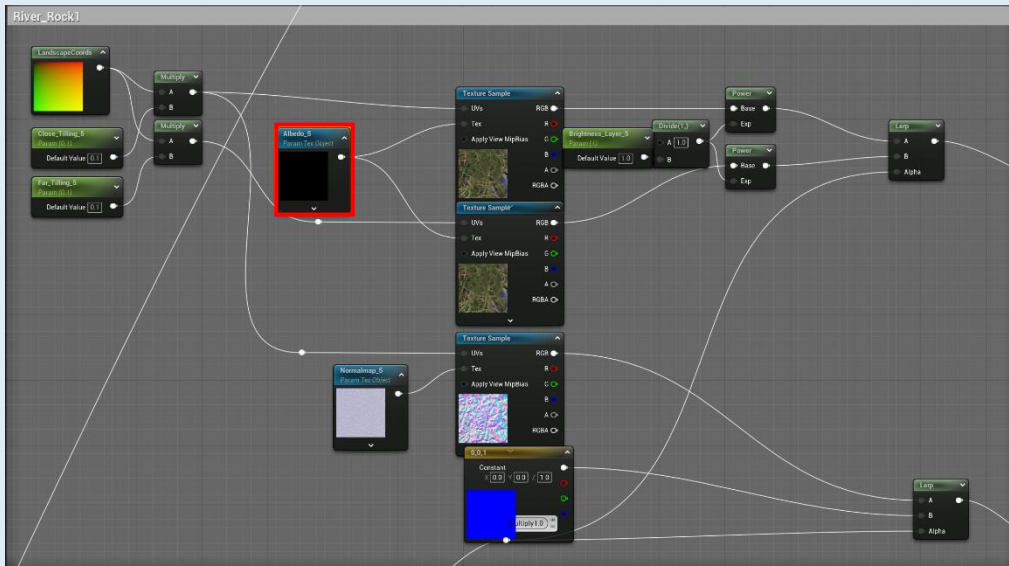 River_Rock1
LandscapeCoords
Multiply
A
B
Close_Tilling_5
Param (0.1)
Default Value 0.1
Multiply
A
B
Far_Tilling_5
Param (0.1)
Default Value 0.1
Albedo_5
Param Tex Object
Texture Sample
UVs RGB
Tex R
Apply View MipBias G
B
A
RGBA
Texture Sample
UVs RGB
Tex R
Apply View MipBias G
B
A
RGBA
Brightness_Layer_5
Param (1)
Default Value 1.0
Divide(1,)
A 1.0
B
Power
Base
Exp
Power
Base
Exp
Lerp
A
B
Alpha
Normalmap_5
Param Tex Object
Texture Sample
UVs RGB
Tex R
Apply View MipBias G
B
A
RGBA
0,0,1
Constant
X 0.0 Y 0.0 Z 1.0
Lerp
A
B
Alpha